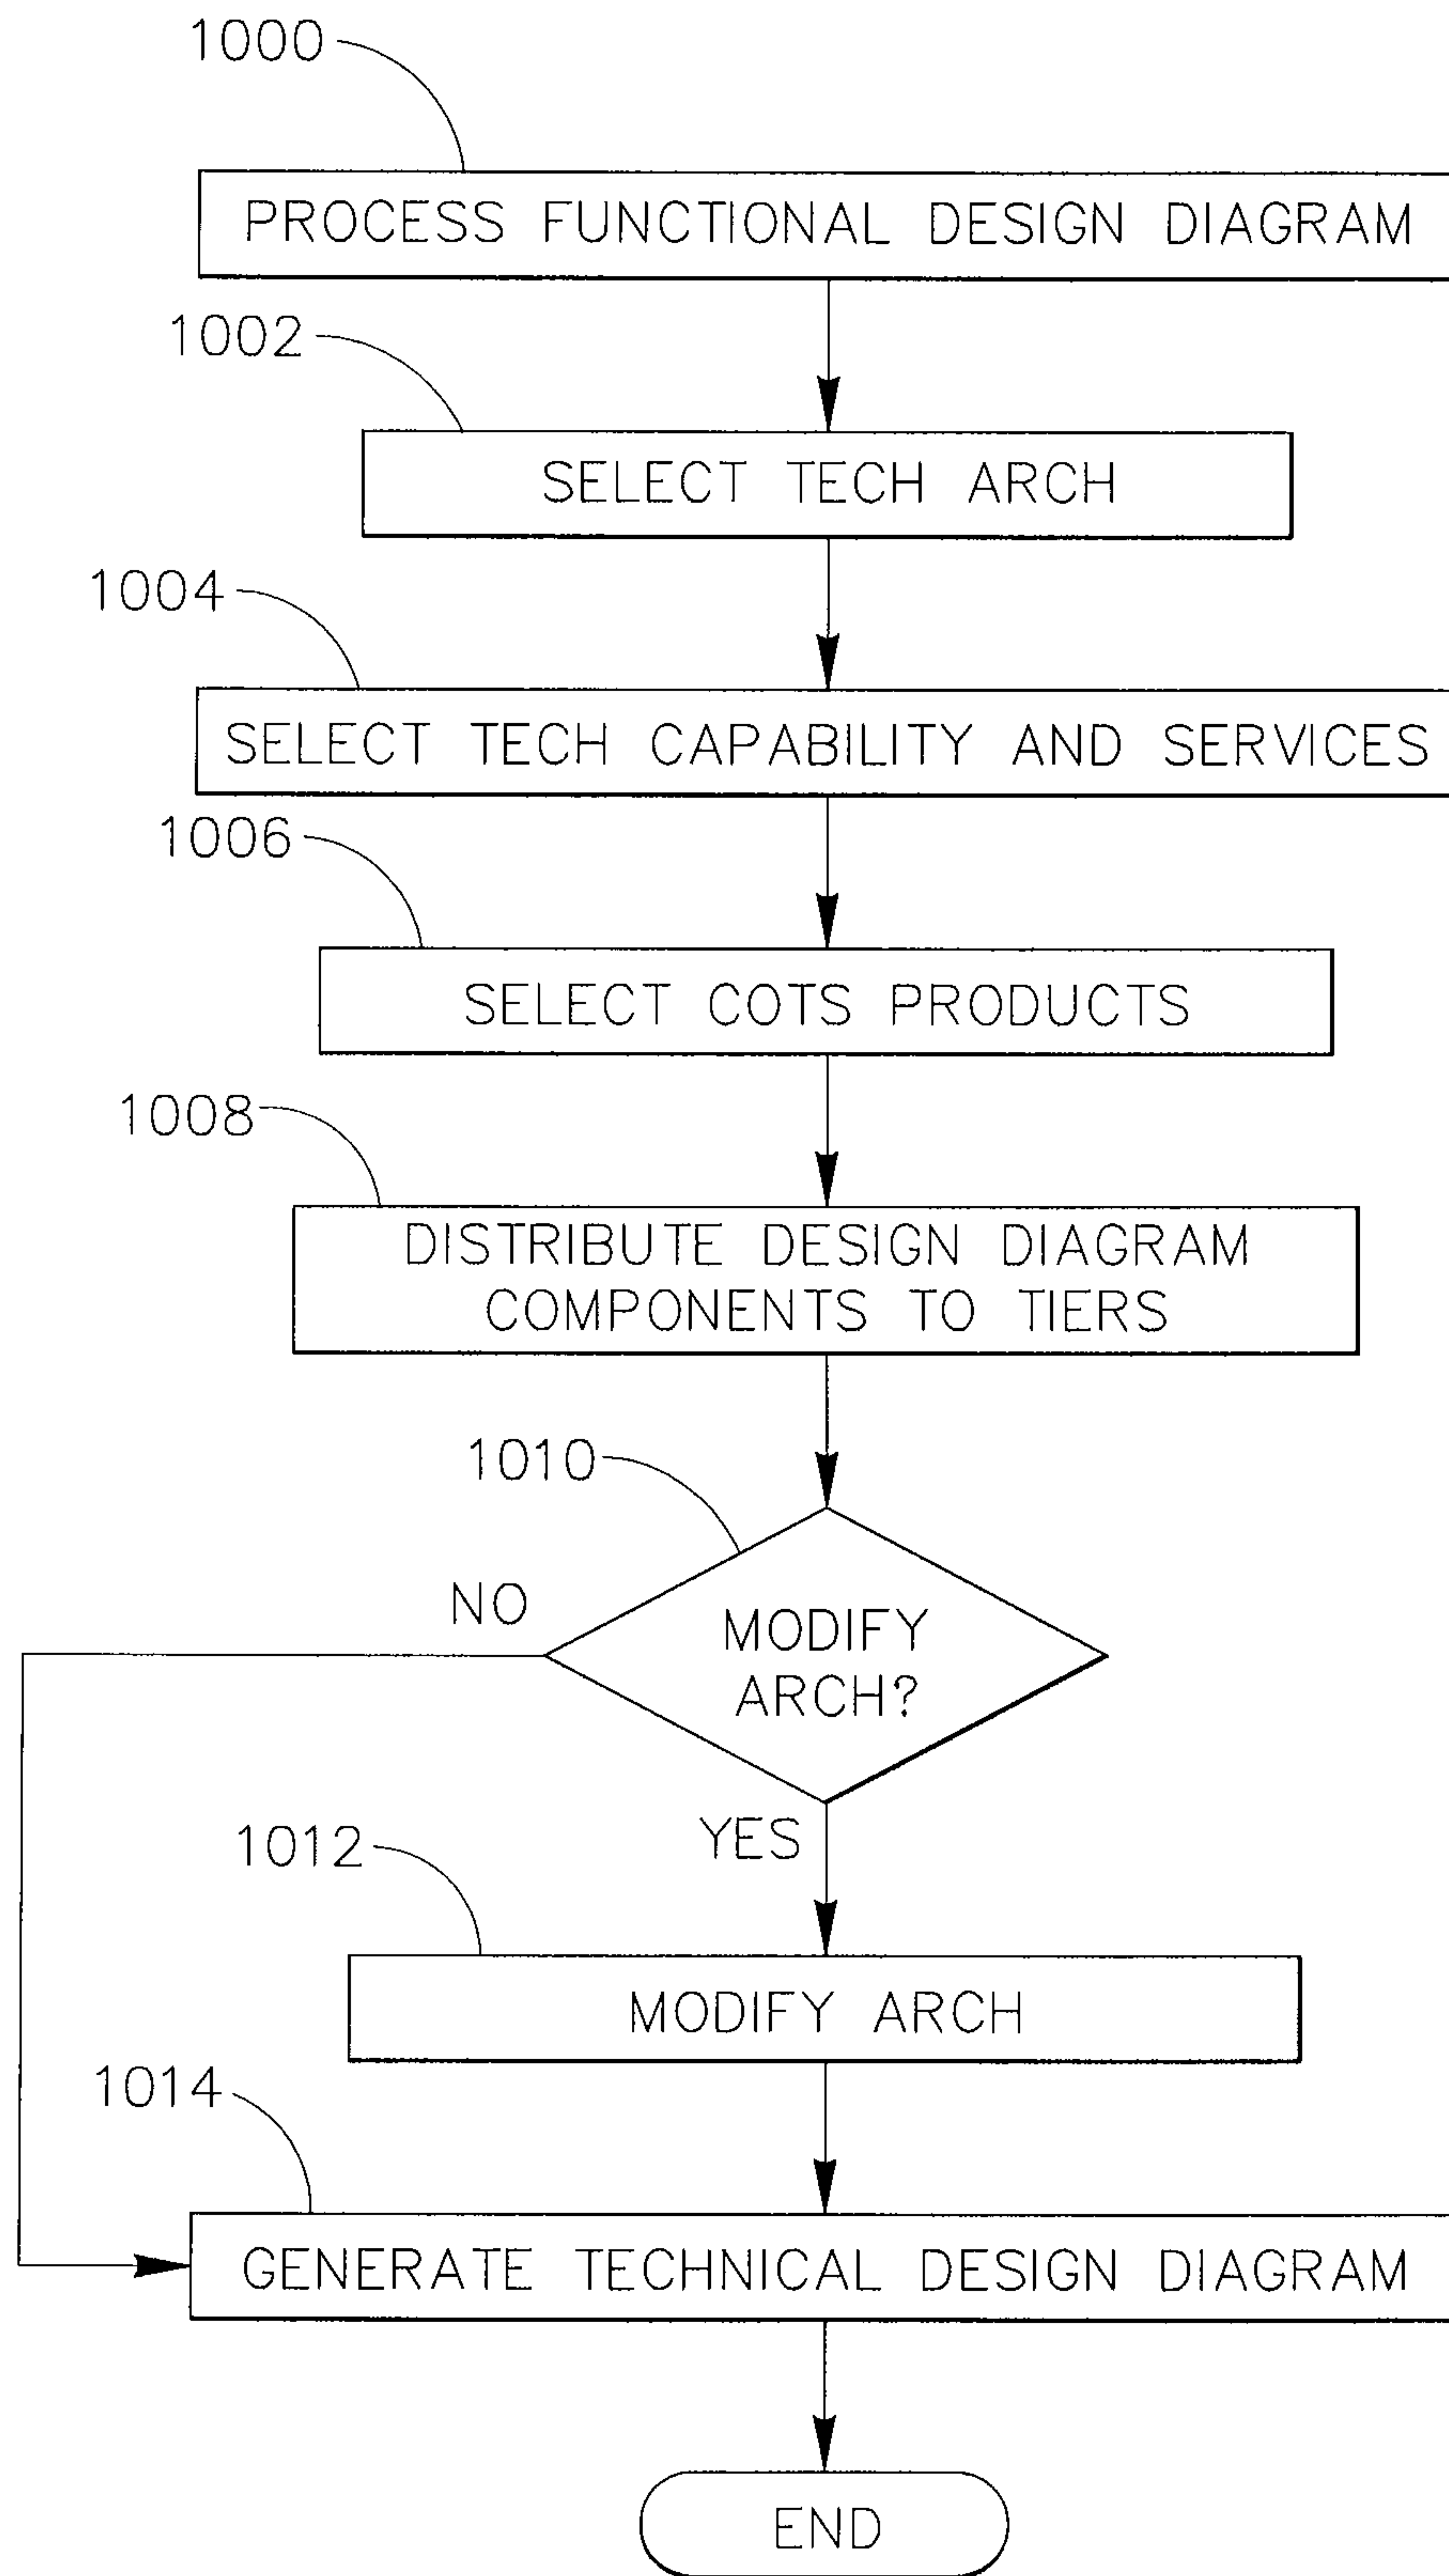 1000
PROCESS FUNCTIONAL DESIGN DIAGRAM
1002
SELECT TECH ARCH
1004
SELECT TECH CAPABILITY AND SERVICES
1006
SELECT COTS PRODUCTS
1008
DISTRIBUTE DESIGN DIAGRAM
COMPONENTS TO TIERS
1010
NO
MODIFY
ARCH?
YES
1012
MODIFY ARCH
1014
GENERATE TECHNICAL DESIGN DIAGRAM
END